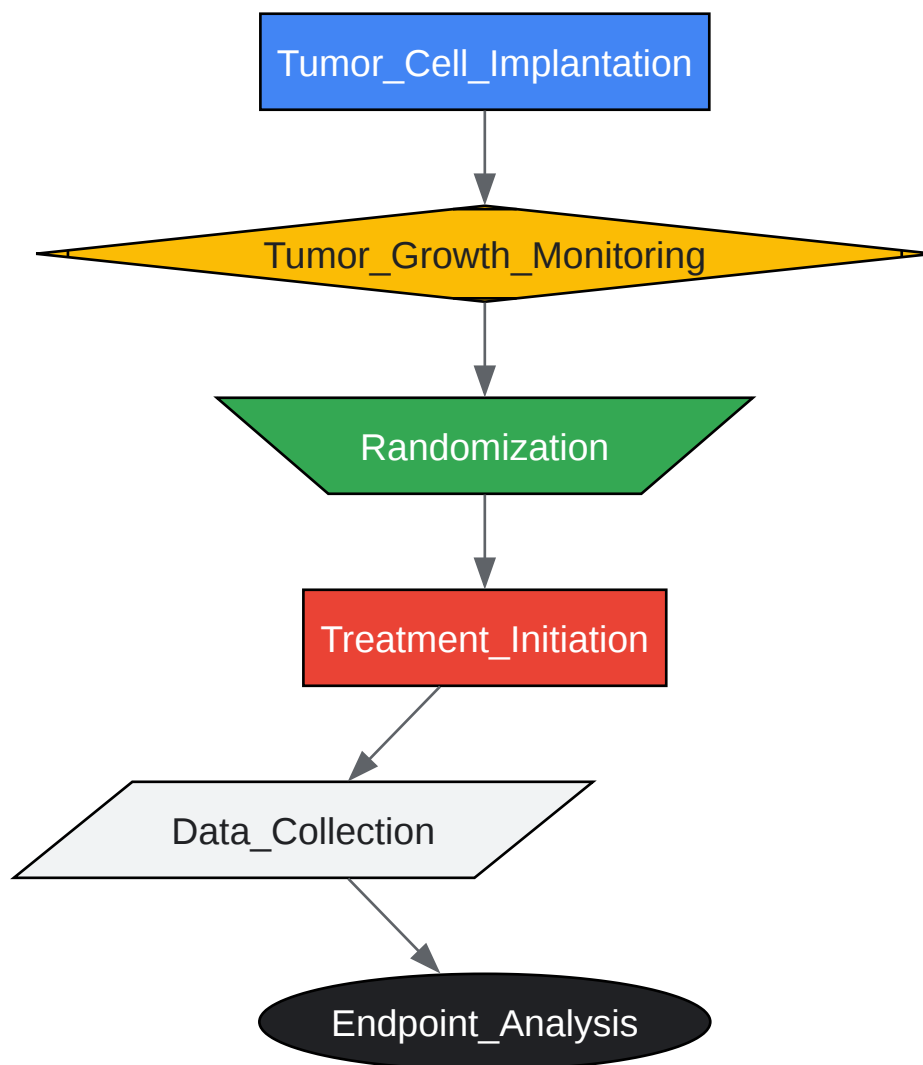 Tumor_Cell_Implantation
Tumor_Growth_Monitoring
Randomization
Treatment_Initiation
Data_Collection
Endpoint_Analysis